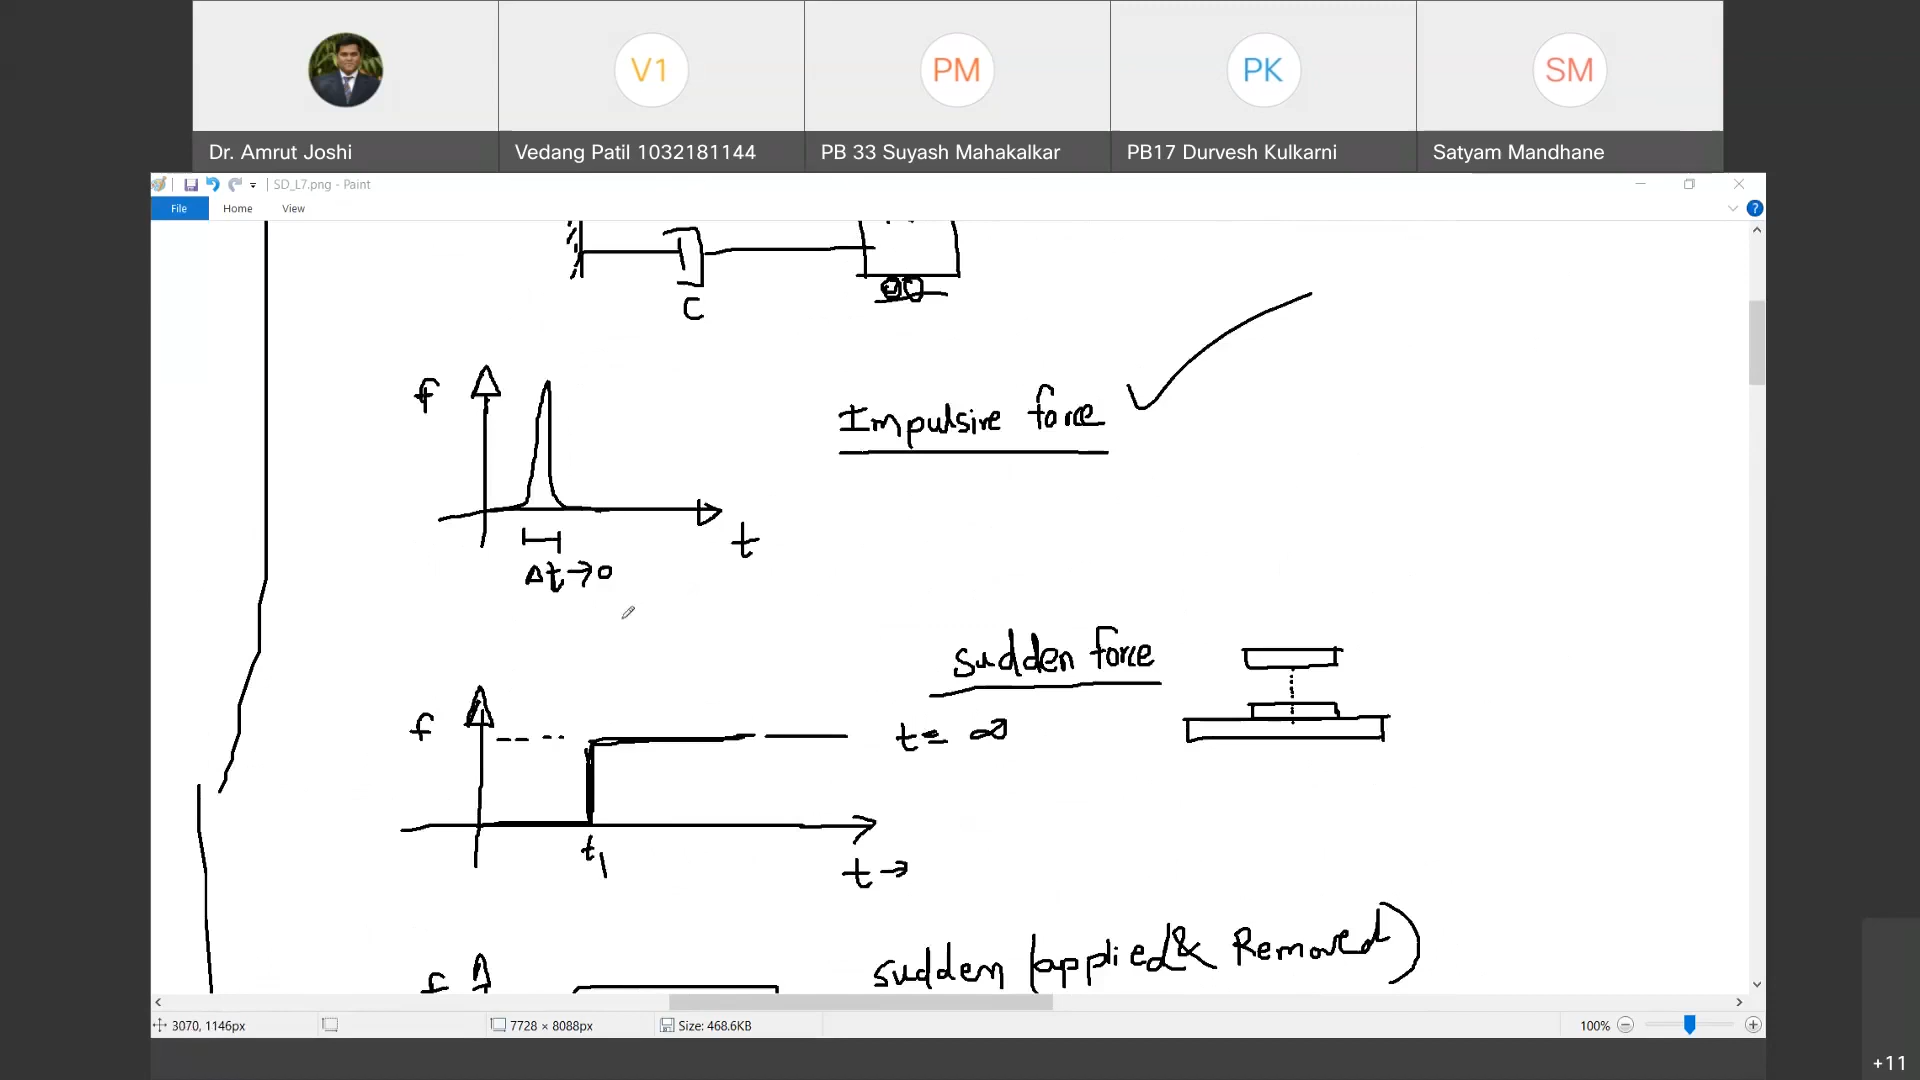 V1
PM
PK
SM
Dr. Amrut Joshi
Vedang Patil 1032181144
PB 33 Suyash Mahakalkar
PB17 Durvesh Kulkarni
Satyam Mandhane
SD_L7.png - Paint
File
Home
View
?
C
f
Impulsive force
t
Δt→0
sudden force
f
t = ∞
t1
t →
sudden (applied & Removed)
f
3070, 1146px
7728 × 8088px
Size: 468.6KB
100%
+11